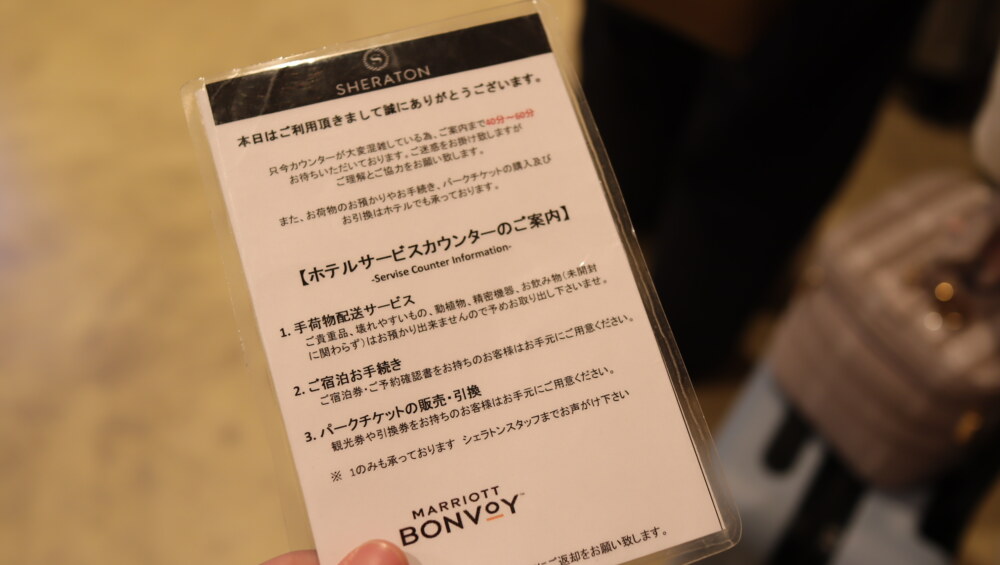 SHERATON
本日はご利用頂きまして誠にありがとうございます。
只今カウンターが大変混雑している為、ご案内まで40分～60分
お待ちいただいております。ご迷惑をお掛け致しますが
ご理解とご協力をお願い致します。
また、お荷物のお預かりやお手続き、パークチケットの購入及び
お引換はホテルでも承っております。
【ホテルサービスカウンターのご案内】
-Servise Counter Information-
1. 手荷物配送サービス
ご貴重品、壊れやすいもの、動植物、精密機器、お飲み物(未開封
に関わらず)はお預かり出来ませんので予めお取り出し下さいませ。
2. ご宿泊お手続き
ご宿泊券・ご予約確認書をお持ちのお客様はお手元にご用意ください。
3. パークチケットの販売・引換
観光券や引換券をお持ちのお客様はお手元にご用意ください。
※ 1のみも承っております シェラトンスタッフまでお声がけ下さい
MARRIOTT
BONVOY™
にご返却をお願い致します。